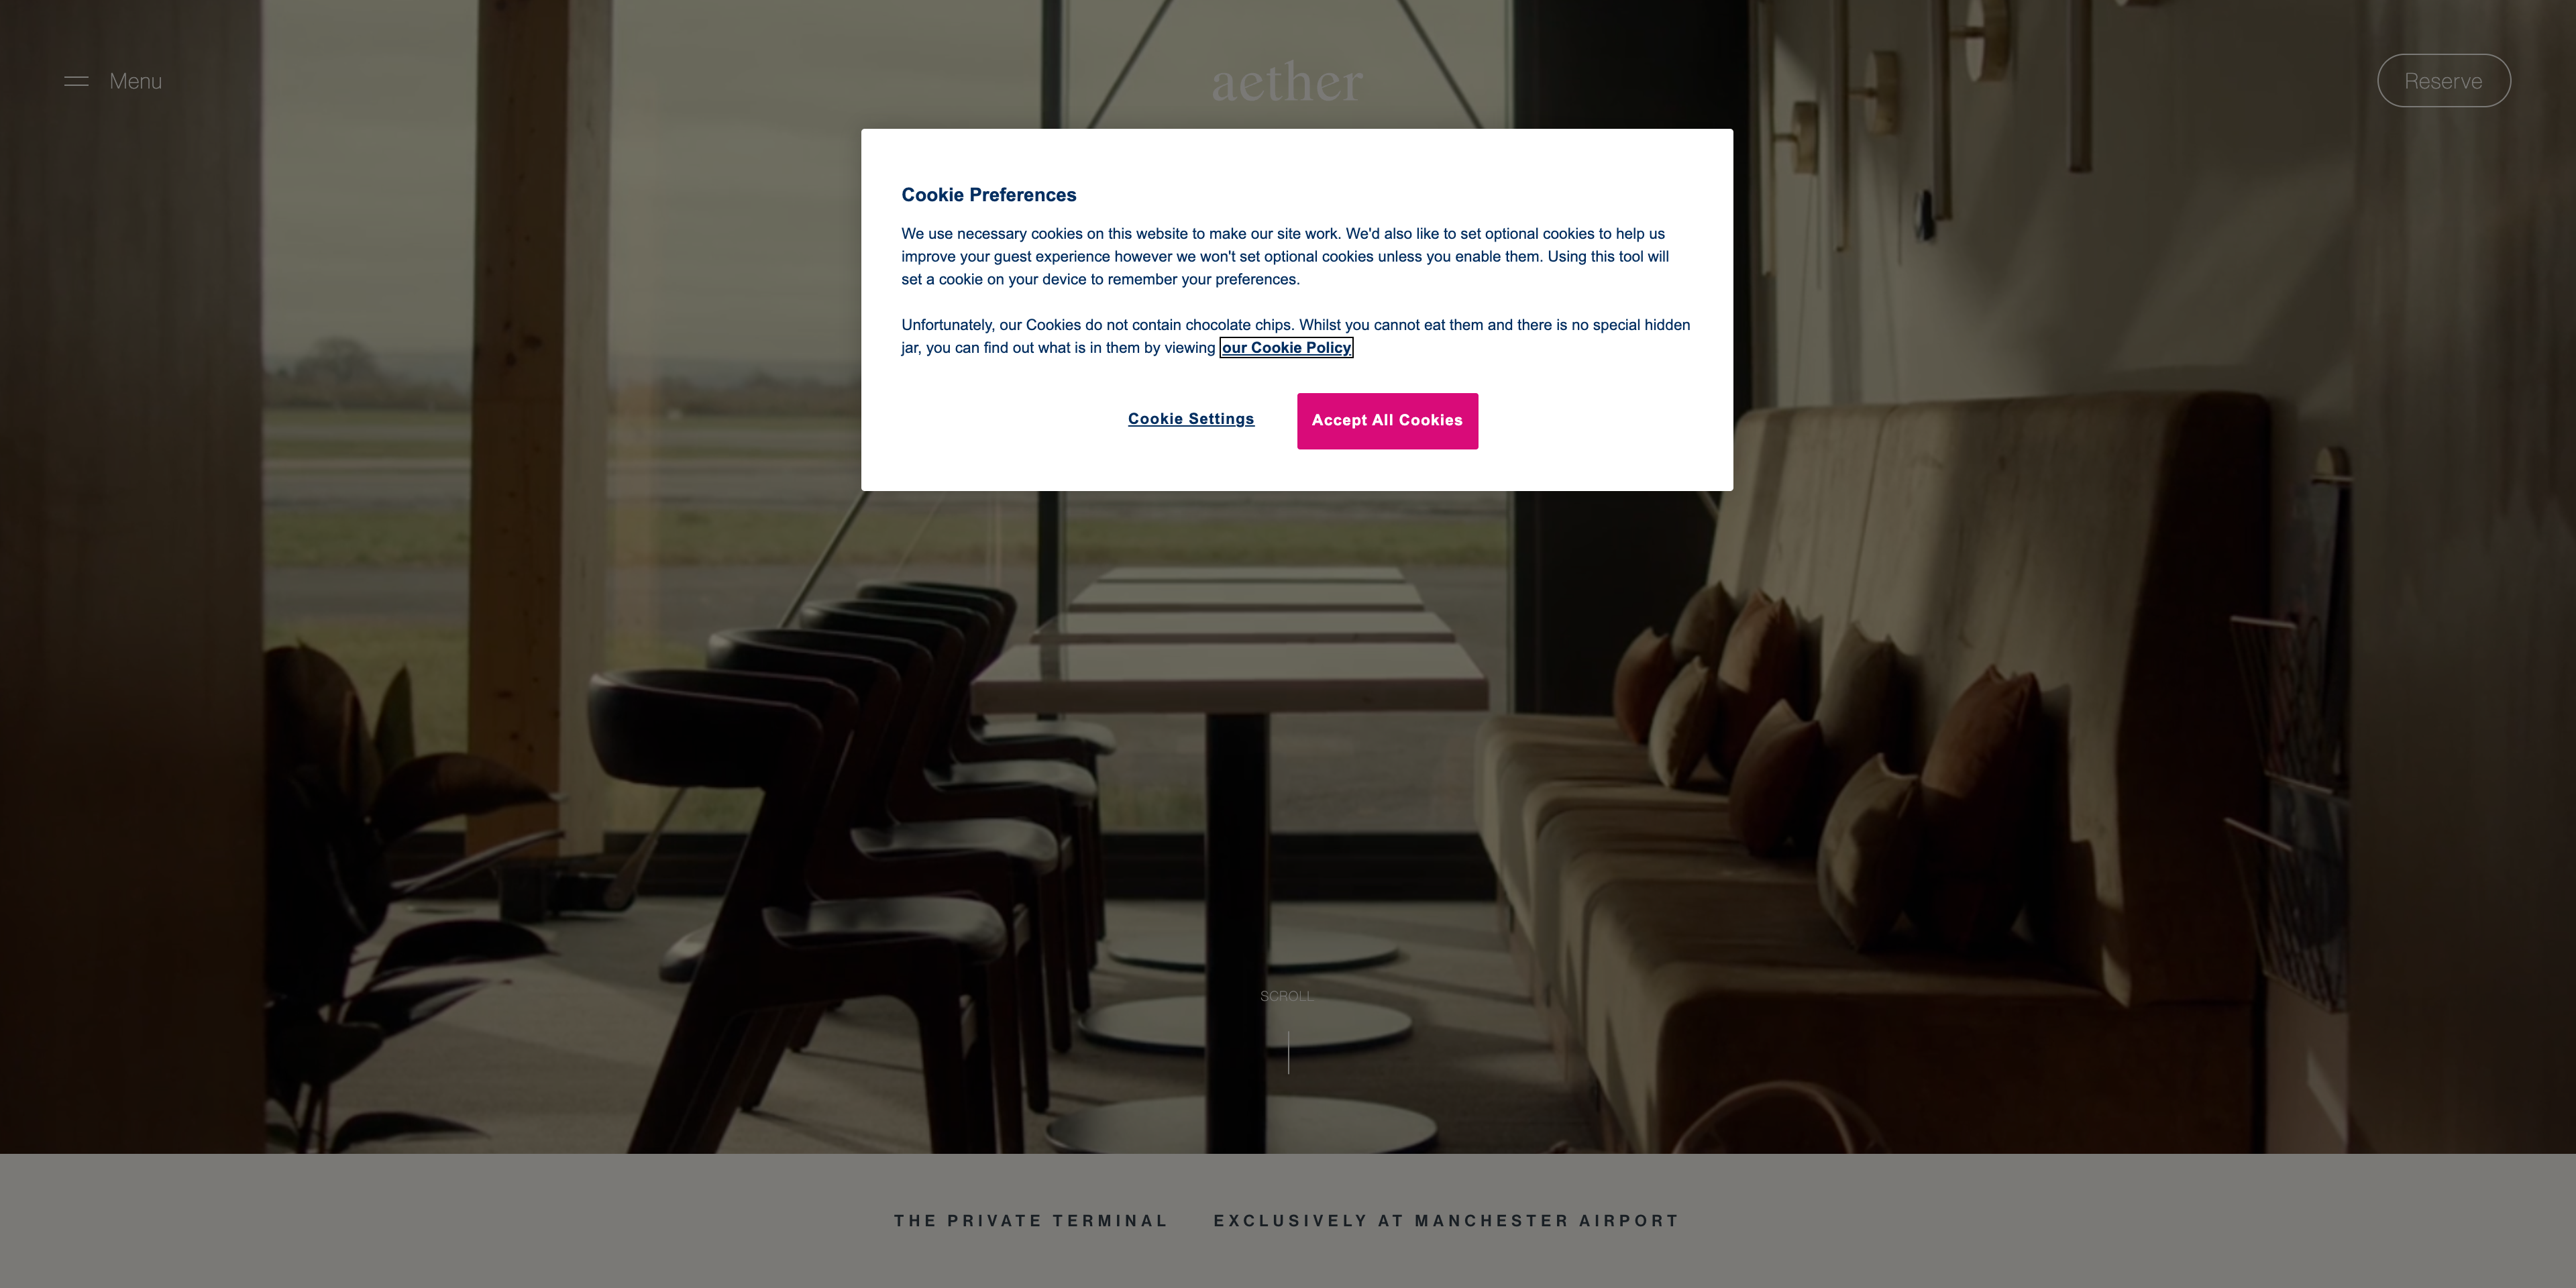 Menu
aether
Reserve
Cookie Preferences
We use necessary cookies on this website to make our site work. We'd also like to set optional cookies to help us
improve your guest experience however we won't set optional cookies unless you enable them. Using this tool will
set a cookie on your device to remember your preferences.
Unfortunately, our Cookies do not contain chocolate chips. Whilst you cannot eat them and there is no special hidden
jar, you can find out what is in them by viewing our Cookie Policy
Cookie Settings
Accept All Cookies
SCROLL
THE PRIVATE TERMINAL EXCLUSIVELY AT MANCHESTER AIRPORT